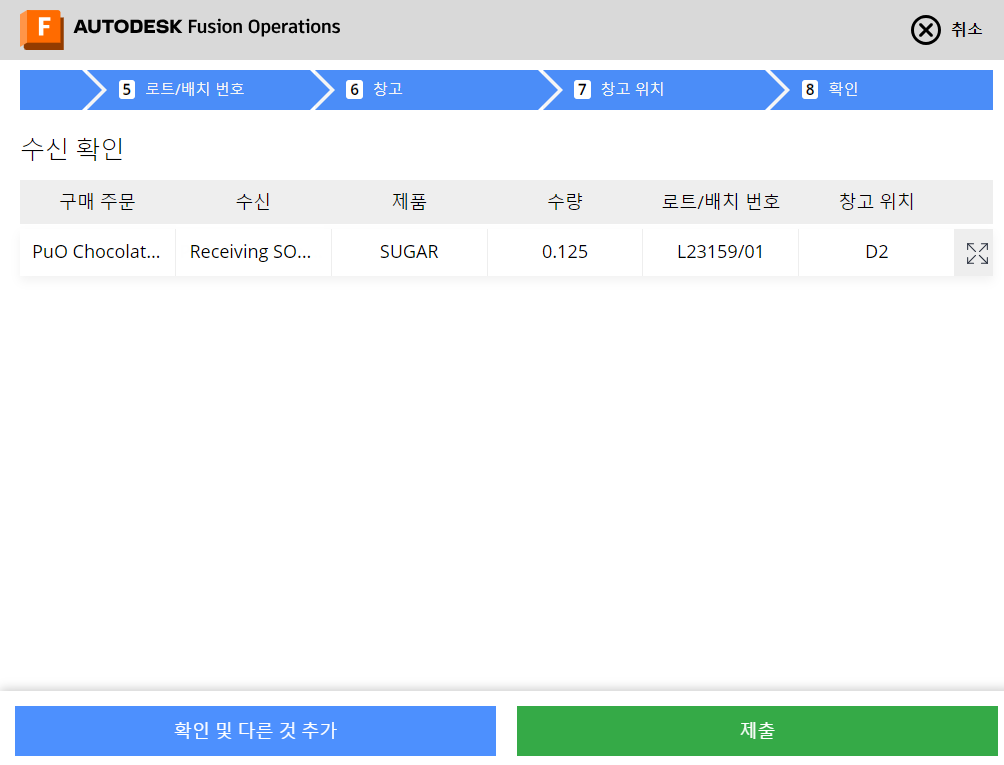 F AUTODESK Fusion Operations
취소
5 로트/배치 번호
6 창고
7 창고 위치
8 확인
수신 확인
구매 주문 수신 제품 수량 로트/배치 번호 창고 위치
PuO Chocolat... Receiving SO... SUGAR 0.125 L23159/01 D2
확인 및 다른 것 추가
제출